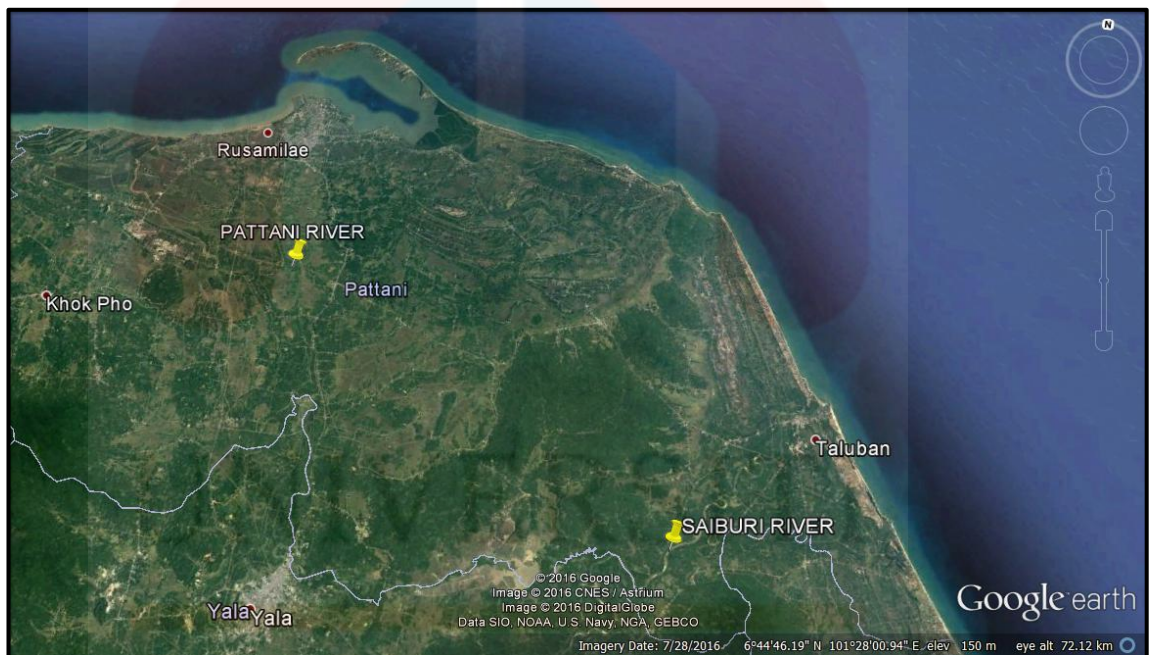 N
Rusamilae
PATTANI RIVER
Pattani
Khok Pho
Taluban
SAIBURI RIVER
© 2016 Google
Image © 2016 CNES / Astrium
Image © 2016 DigitalGlobe
Data SIO, NOAA, U.S. Navy, NGA, GEBCO
Yala Yala
Google earth
Imagery Date: 7/28/2016 6°44'46.19" N 101°28'00.94" E elev 150 m eye alt 72.12 km